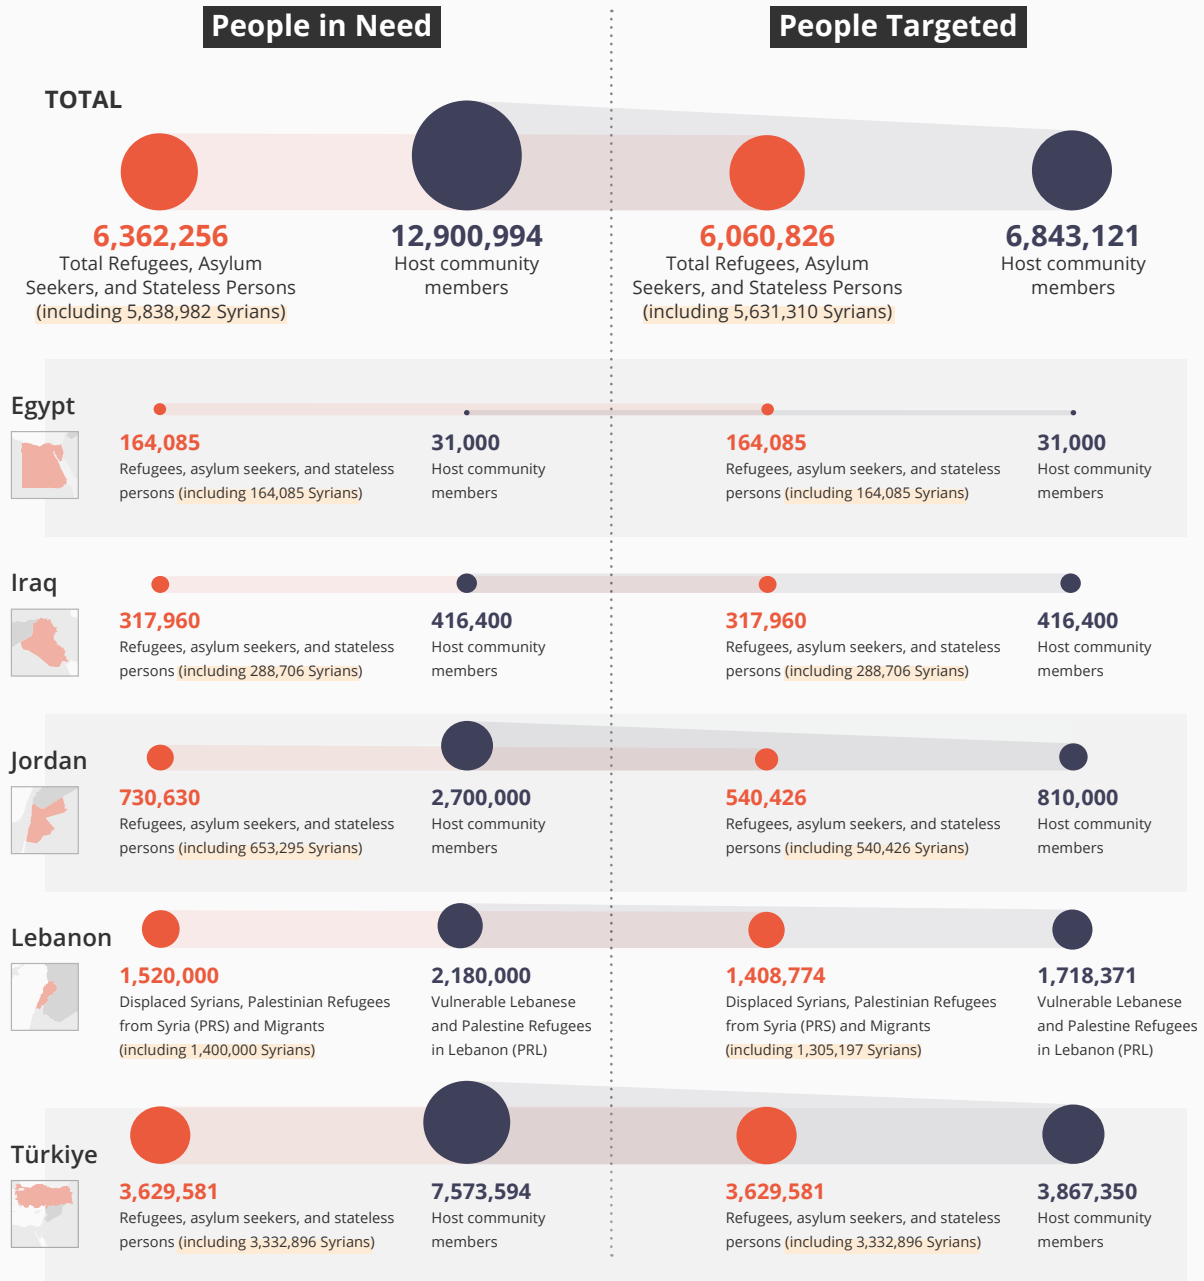 People in Need
People Targeted
TOTAL
6,362,256
Total Refugees, Asylum
Seekers, and Stateless Persons
(including 5,838,982 Syrians)
12,900,994
Host community
members
6,060,826
Total Refugees, Asylum
Seekers, and Stateless Persons
(including 5,631,310 Syrians)
6,843,121
Host community
members
Egypt
164,085
Refugees, asylum seekers, and stateless
persons (including 164,085 Syrians)
31,000
Host community
members
164,085
Refugees, asylum seekers, and stateless
persons (including 164,085 Syrians)
31,000
Host community
members
Iraq
317,960
Refugees, asylum seekers, and stateless
persons (including 288,706 Syrians)
416,400
Host community
members
317,960
Refugees, asylum seekers, and stateless
persons (including 288,706 Syrians)
416,400
Host community
members
Jordan
730,630
Refugees, asylum seekers, and stateless
persons (including 653,295 Syrians)
2,700,000
Host community
members
540,426
Refugees, asylum seekers, and stateless
persons (including 540,426 Syrians)
810,000
Host community
members
Lebanon
1,520,000
Displaced Syrians, Palestinian Refugees
from Syria (PRS) and Migrants
(including 1,400,000 Syrians)
2,180,000
Vulnerable Lebanese
and Palestine Refugees
in Lebanon (PRL)
1,408,774
Displaced Syrians, Palestinian Refugees
from Syria (PRS) and Migrants
(including 1,305,197 Syrians)
1,718,371
Vulnerable Lebanese
and Palestine Refugees
in Lebanon (PRL)
Türkiye
3,629,581
Refugees, asylum seekers, and stateless
persons (including 3,332,896 Syrians)
7,573,594
Host community
members
3,629,581
Refugees, asylum seekers, and stateless
persons (including 3,332,896 Syrians)
3,867,350
Host community
members